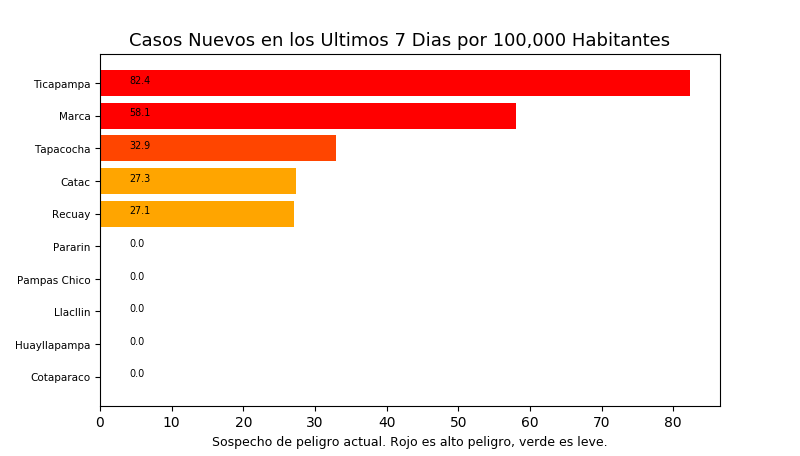 Casos Nuevos en los Ultimos 7 Dias por 100,000 Habitantes
Ticapampa 82.4
Marca 58.1
Tapacocha 32.9
Catac 27.3
Recuay 27.1
Pararin 0.0
Pampas Chico 0.0
Llacllin 0.0
Huayllapampa 0.0
Cotaparaco 0.0
0 10 20 30 40 50 60 70 80
Sospecho de peligro actual. Rojo es alto peligro, verde es leve.